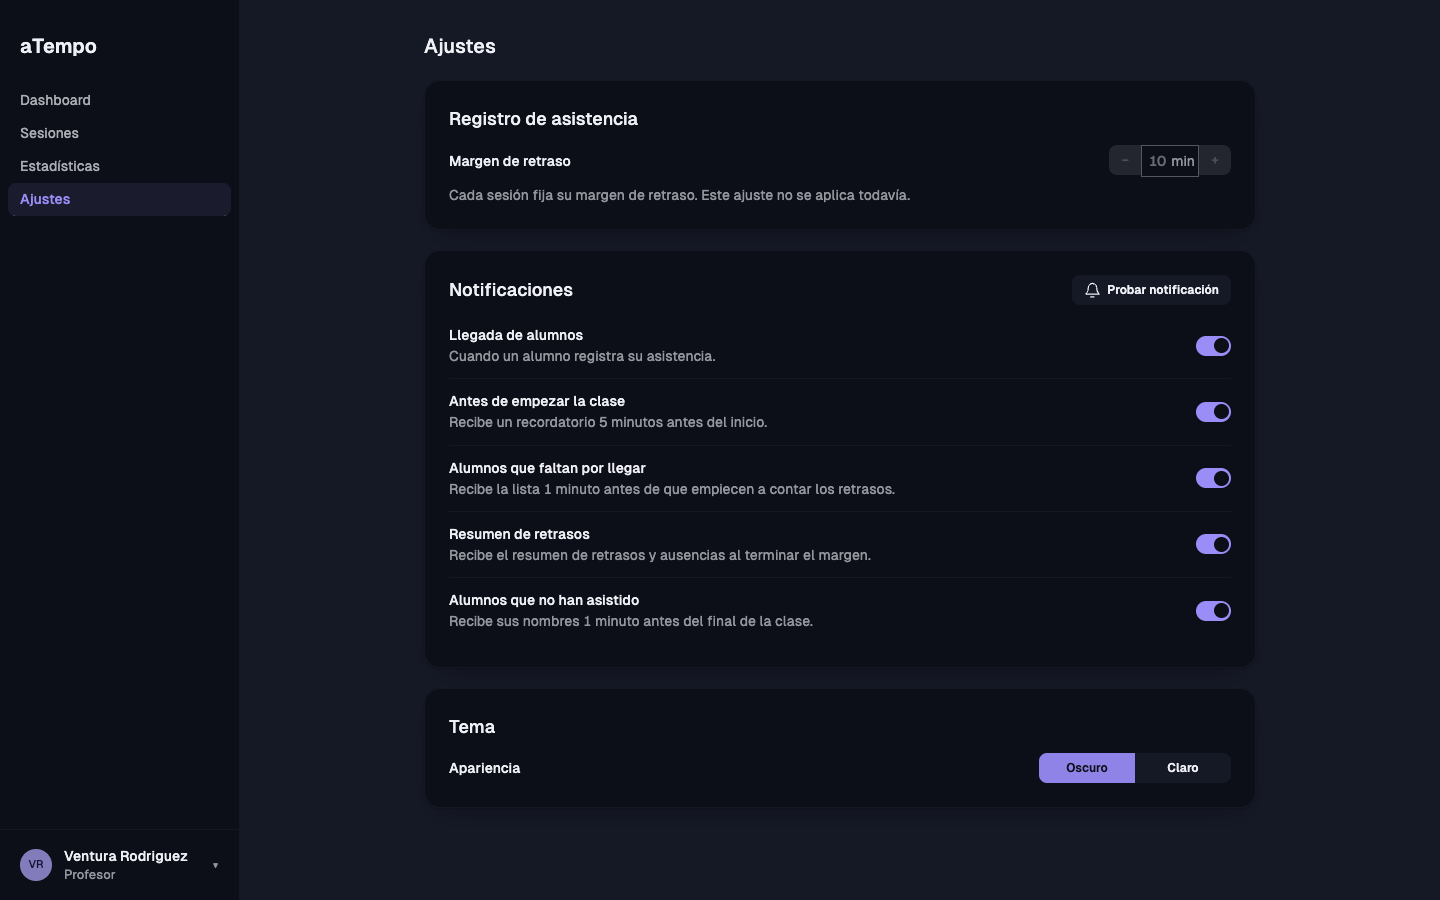 aTempo
Dashboard
Sesiones
Estadísticas
Ajustes
VR
Ventura Rodriguez
Profesor
Ajustes
Registro de asistencia
Margen de retraso
− 10 min +
Cada sesión fija su margen de retraso. Este ajuste no se aplica todavía.
Notificaciones
Probar notificación
Llegada de alumnos
Cuando un alumno registra su asistencia.
Antes de empezar la clase
Recibe un recordatorio 5 minutos antes del inicio.
Alumnos que faltan por llegar
Recibe la lista 1 minuto antes de que empiecen a contar los retrasos.
Resumen de retrasos
Recibe el resumen de retrasos y ausencias al terminar el margen.
Alumnos que no han asistido
Recibe sus nombres 1 minuto antes del final de la clase.
Tema
Apariencia
Oscuro Claro